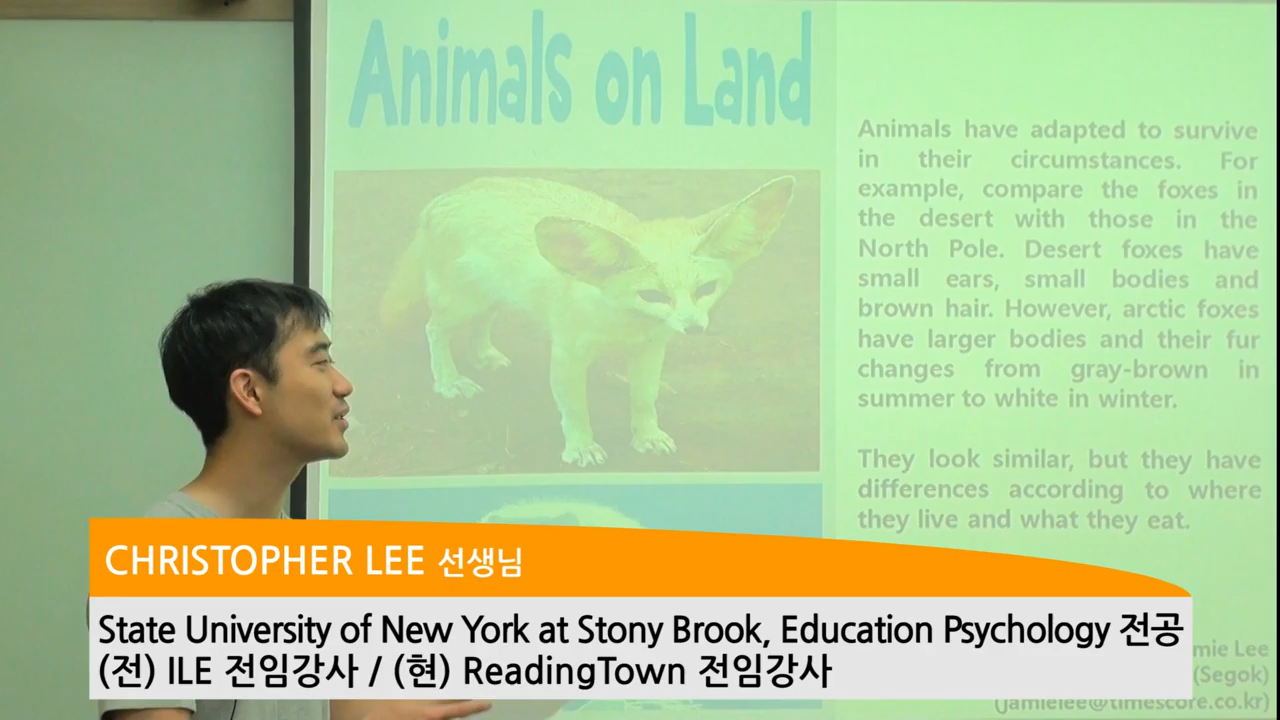 Animals on Land
Animals have adapted to survive
in their circumstances. For
example, compare the foxes in
the desert with those in the
North Pole. Desert foxes have
small ears, small bodies and
brown hair. However, arctic foxes
have larger bodies and their fur
changes from gray-brown in
summer to white in winter.
They look similar, but they have
differences according to where
they live and what they eat.
CHRISTOPHER LEE 선생님
State University of New York at Stony Brook, Education Psychology 전공
(전) ILE 전임강사 / (현) ReadingTown 전임강사
mie Lee
(Segok)
(jamielee@timescore.co.kr)